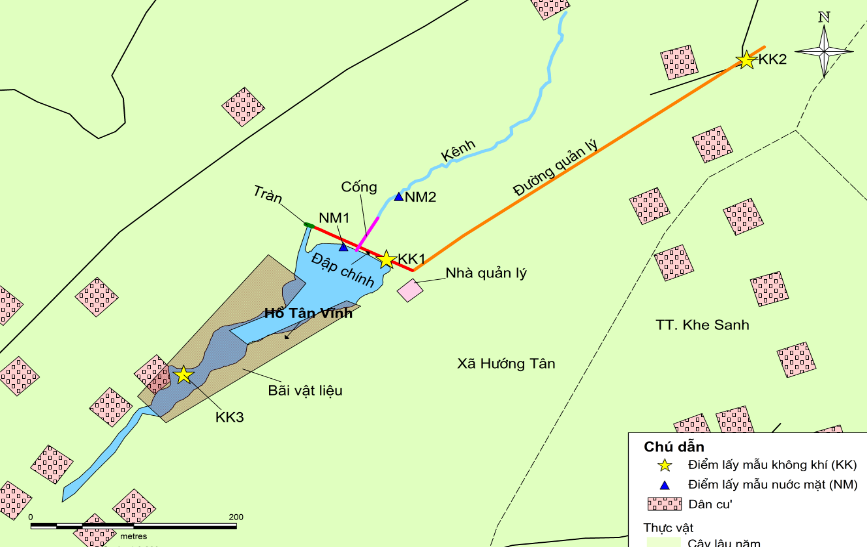 N
KK2
Kênh
Đường quản lý
Cống
NM2
Tràn
NM1
KK1
Đập chính
Nhà quản lý
Hồ Tân Vĩnh
TT. Khe Sanh
Xã Hướng Tân
Bãi vật liệu
KK3
0
200
metres
Chú dẫn
Điểm lấy mẫu không khí (KK)
Điểm lấy mẫu nước mặt (NM)
Dân cư'
Thực vật
Cây lâu năm